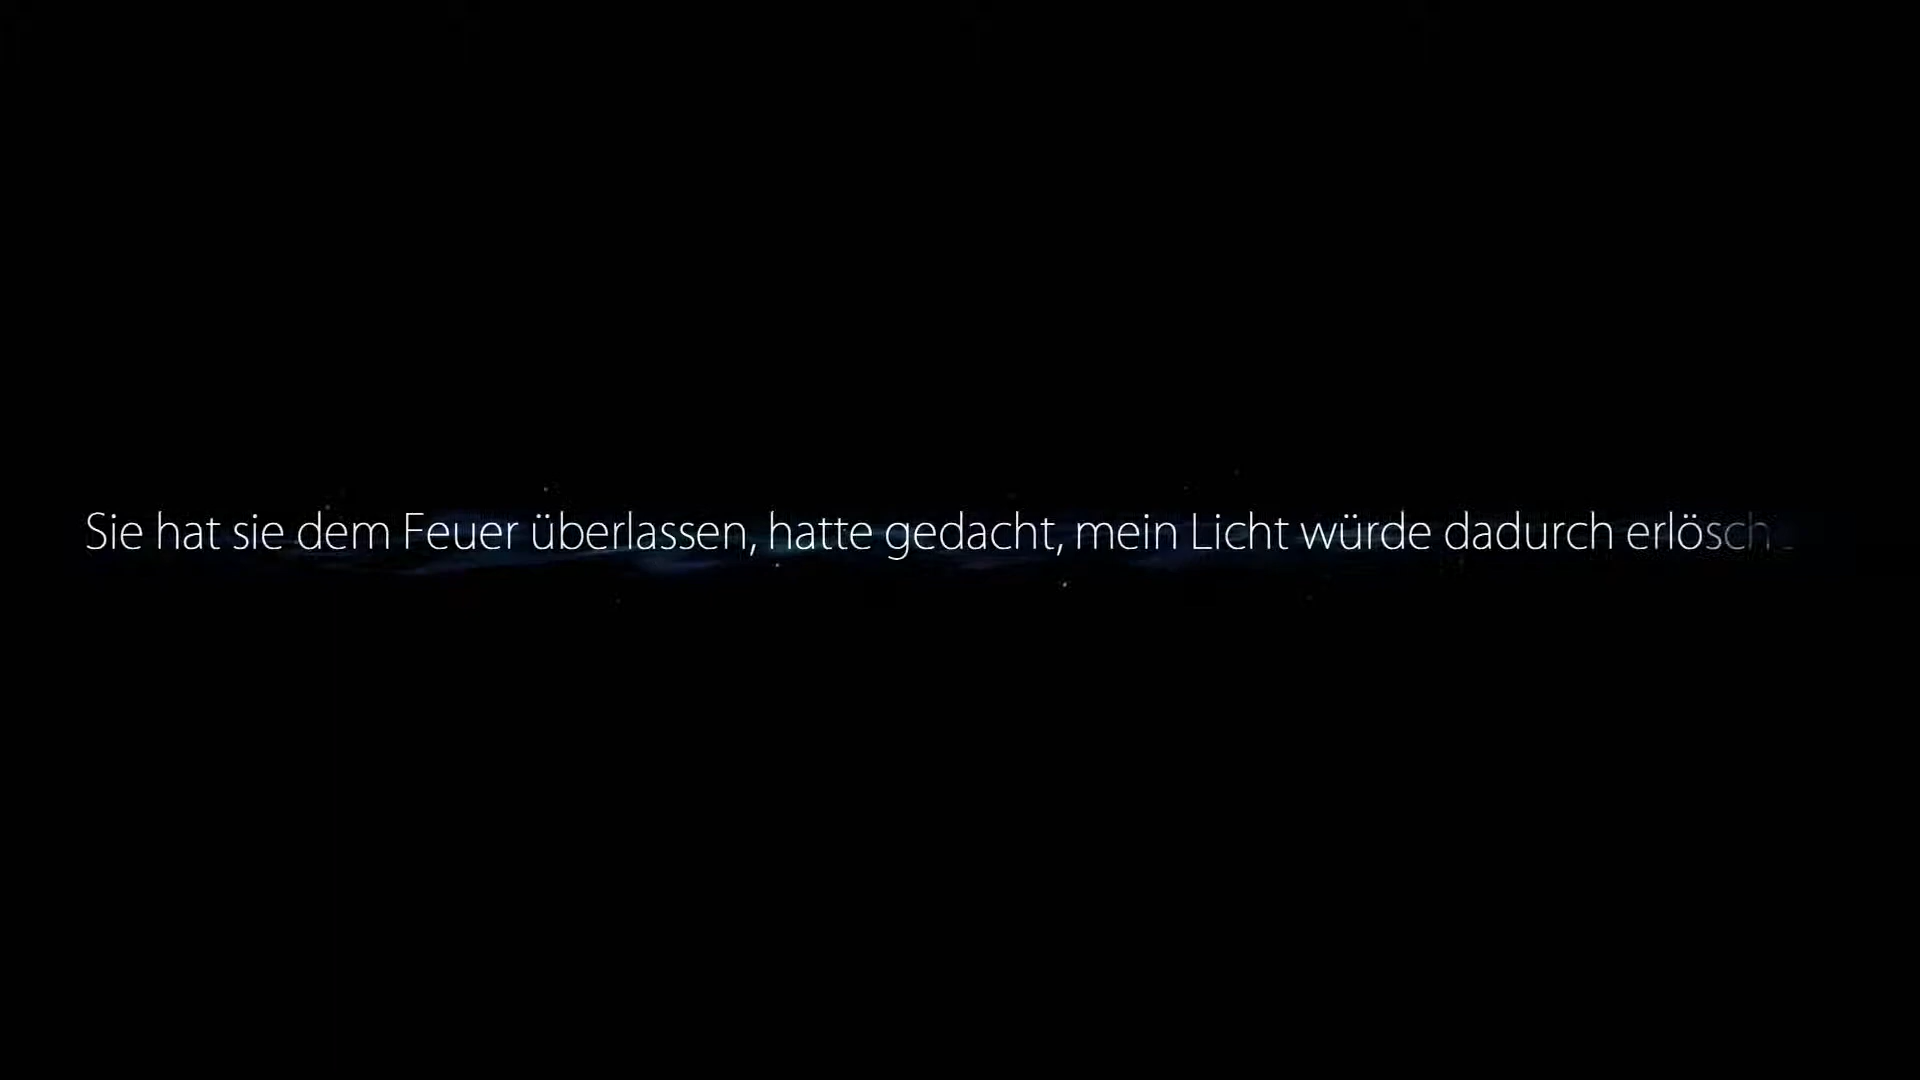 Sie hat sie dem Feuer überlassen, hatte gedacht, mein Licht würde dadurch erlösch